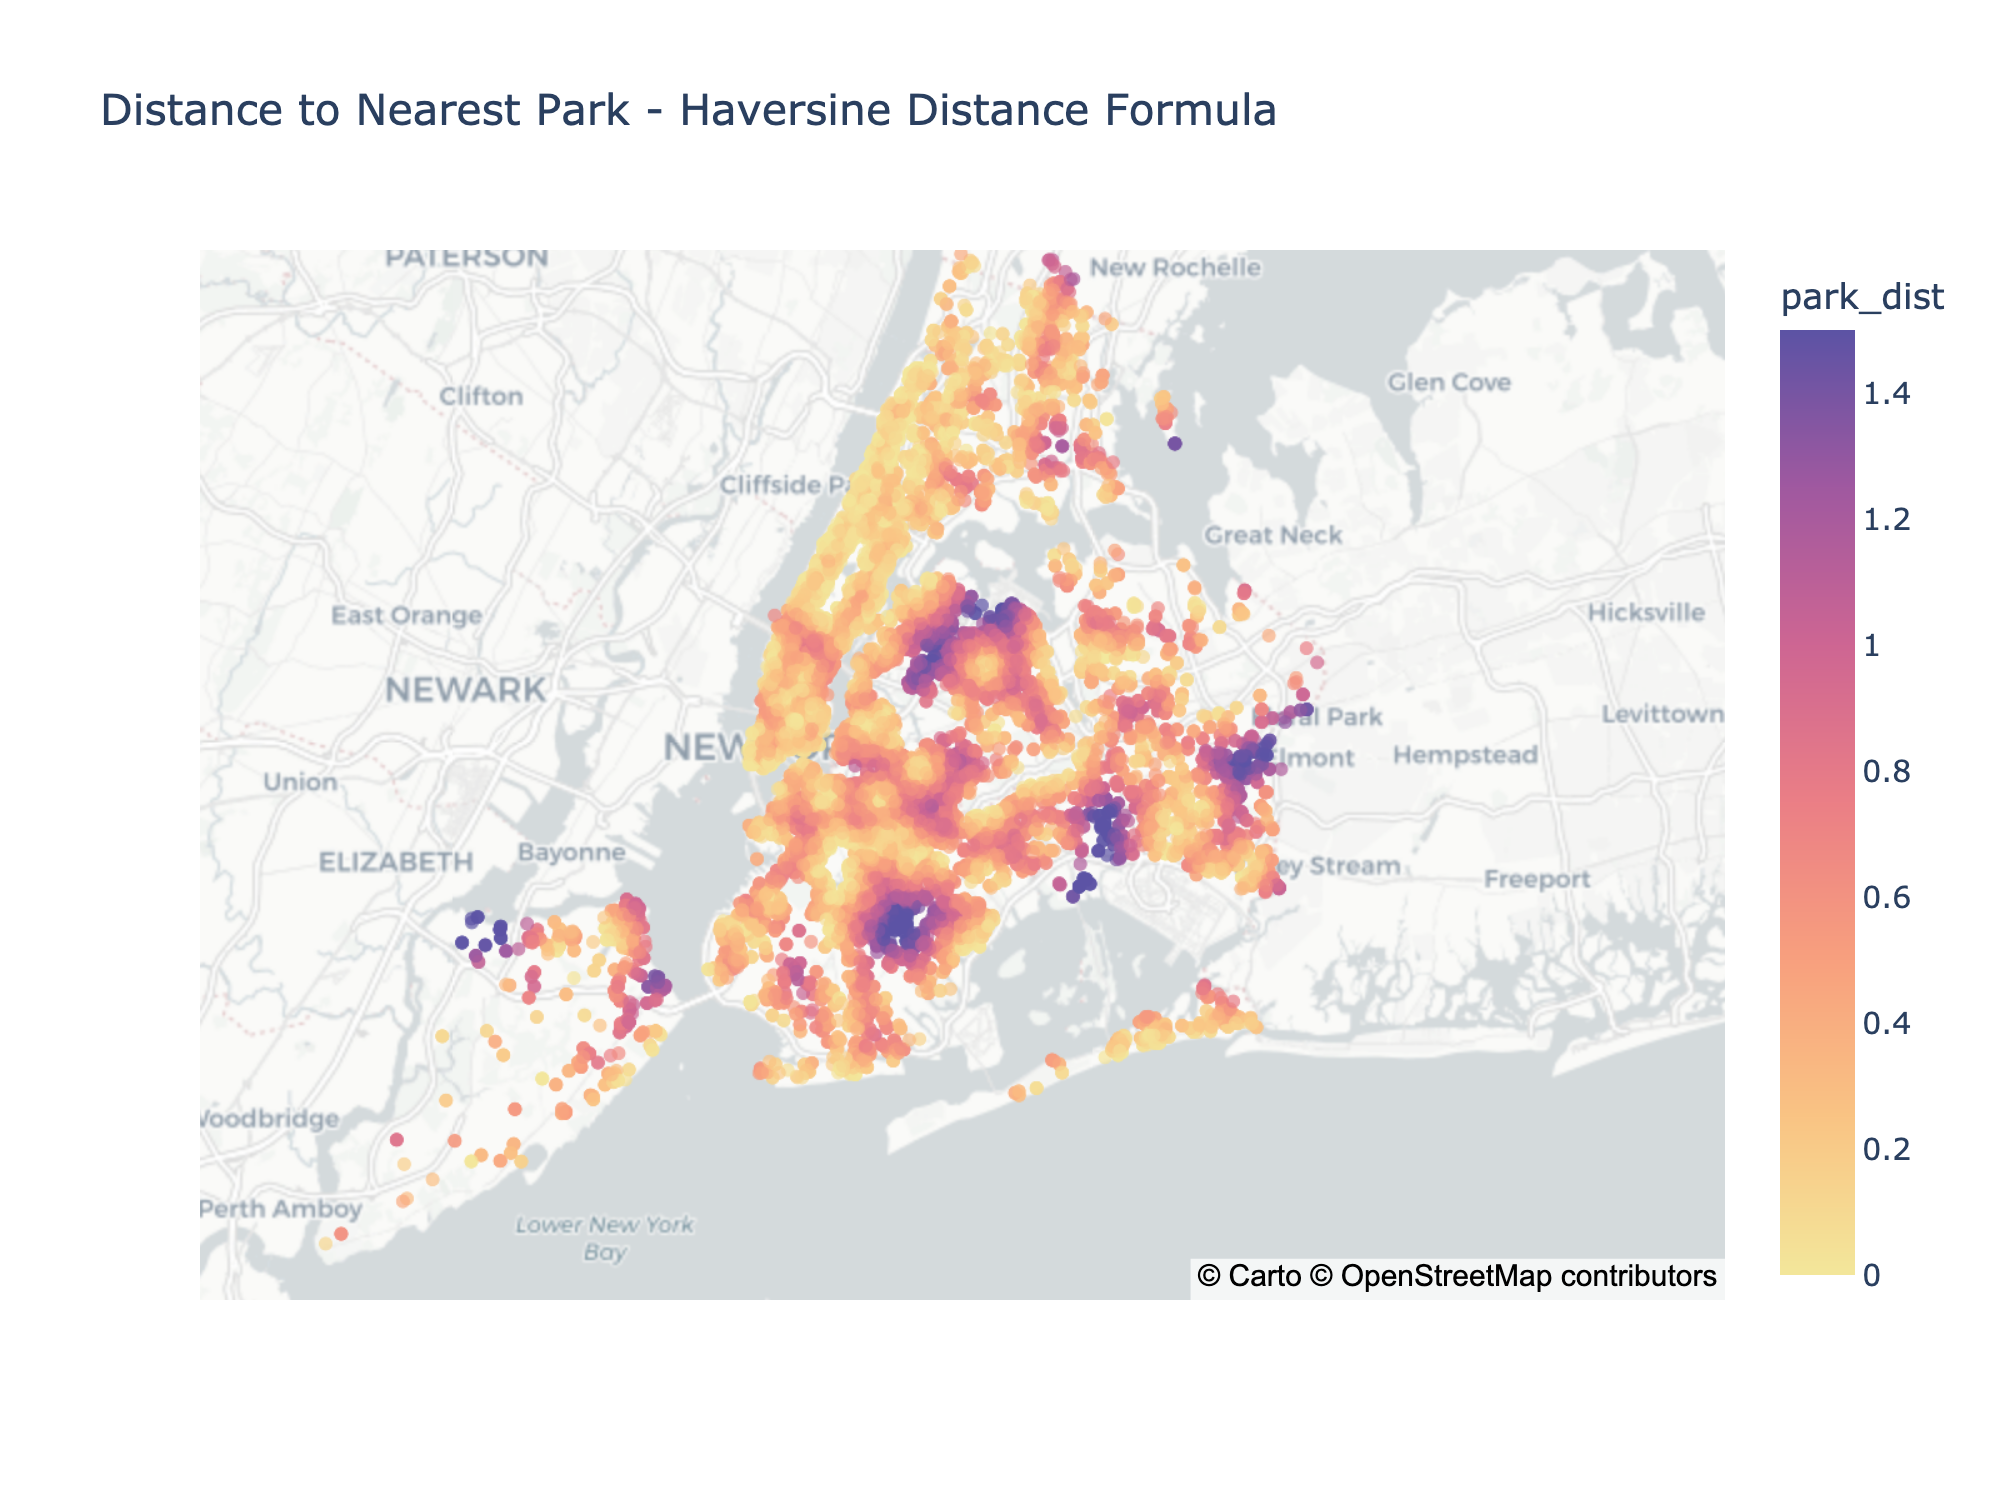 Distance to Nearest Park - Haversine Distance Formula
PATERSON
New Rochelle
park_dist
Clifton
Glen Cove
1.4
Cliffside
1.2
Great Neck
East Orange
Hicksville
1
NEWARK
Park
Levittown
NEW
Hempstead
Union
lmont
0.8
Bayonne
ELIZABETH
ey Stream
Freeport
0.6
0.4
Woodbridge
0.2
Perth Amboy
Lower New York
Bay
© Carto © OpenStreetMap contributors
0